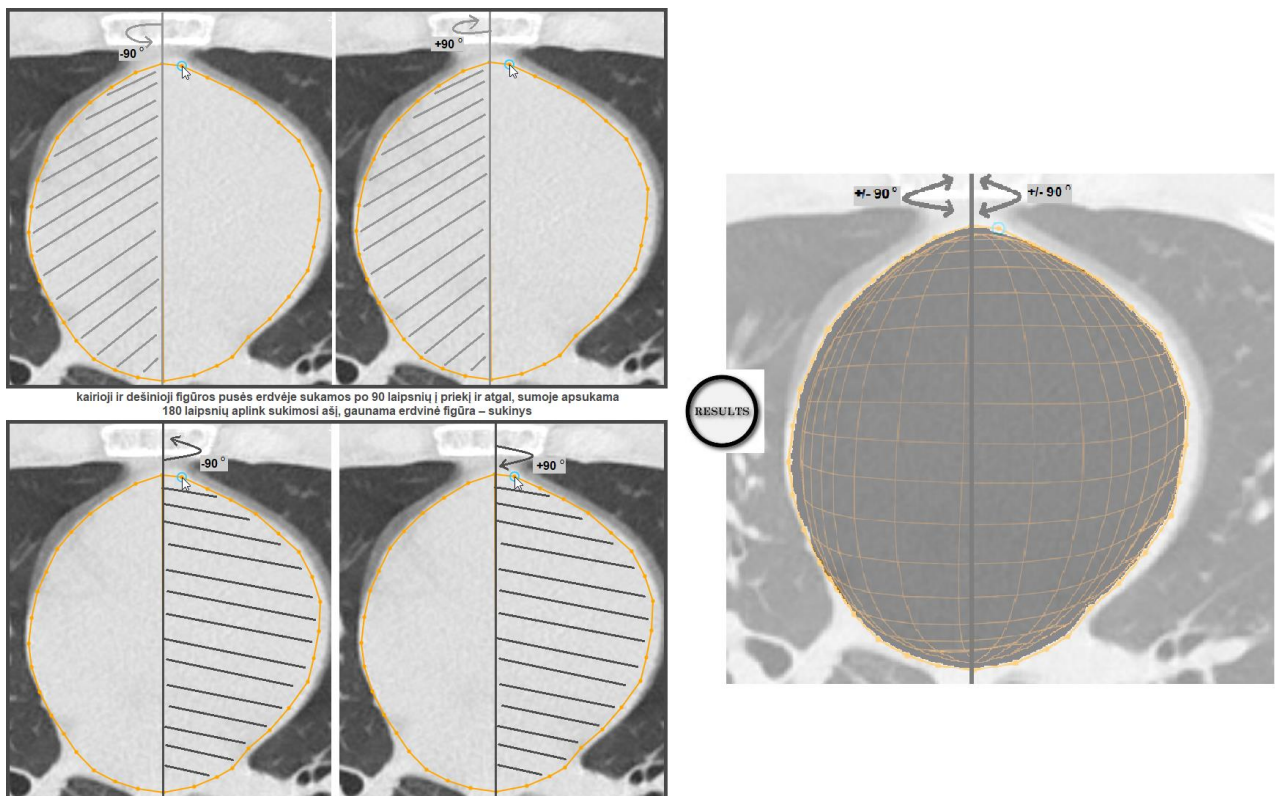 -90 °
+90 °
kairioji ir dešinioji figūros pusės erdvėje sukamos po 90 laipsnių į priekį ir atgal, sumoje apsukama
180 laipsnių aplink sukimosi ašį, gaunama erdvinė figūra – sukinys
-90 °
+90 °
RESULTS
+/- 90 °
+/- 90 °